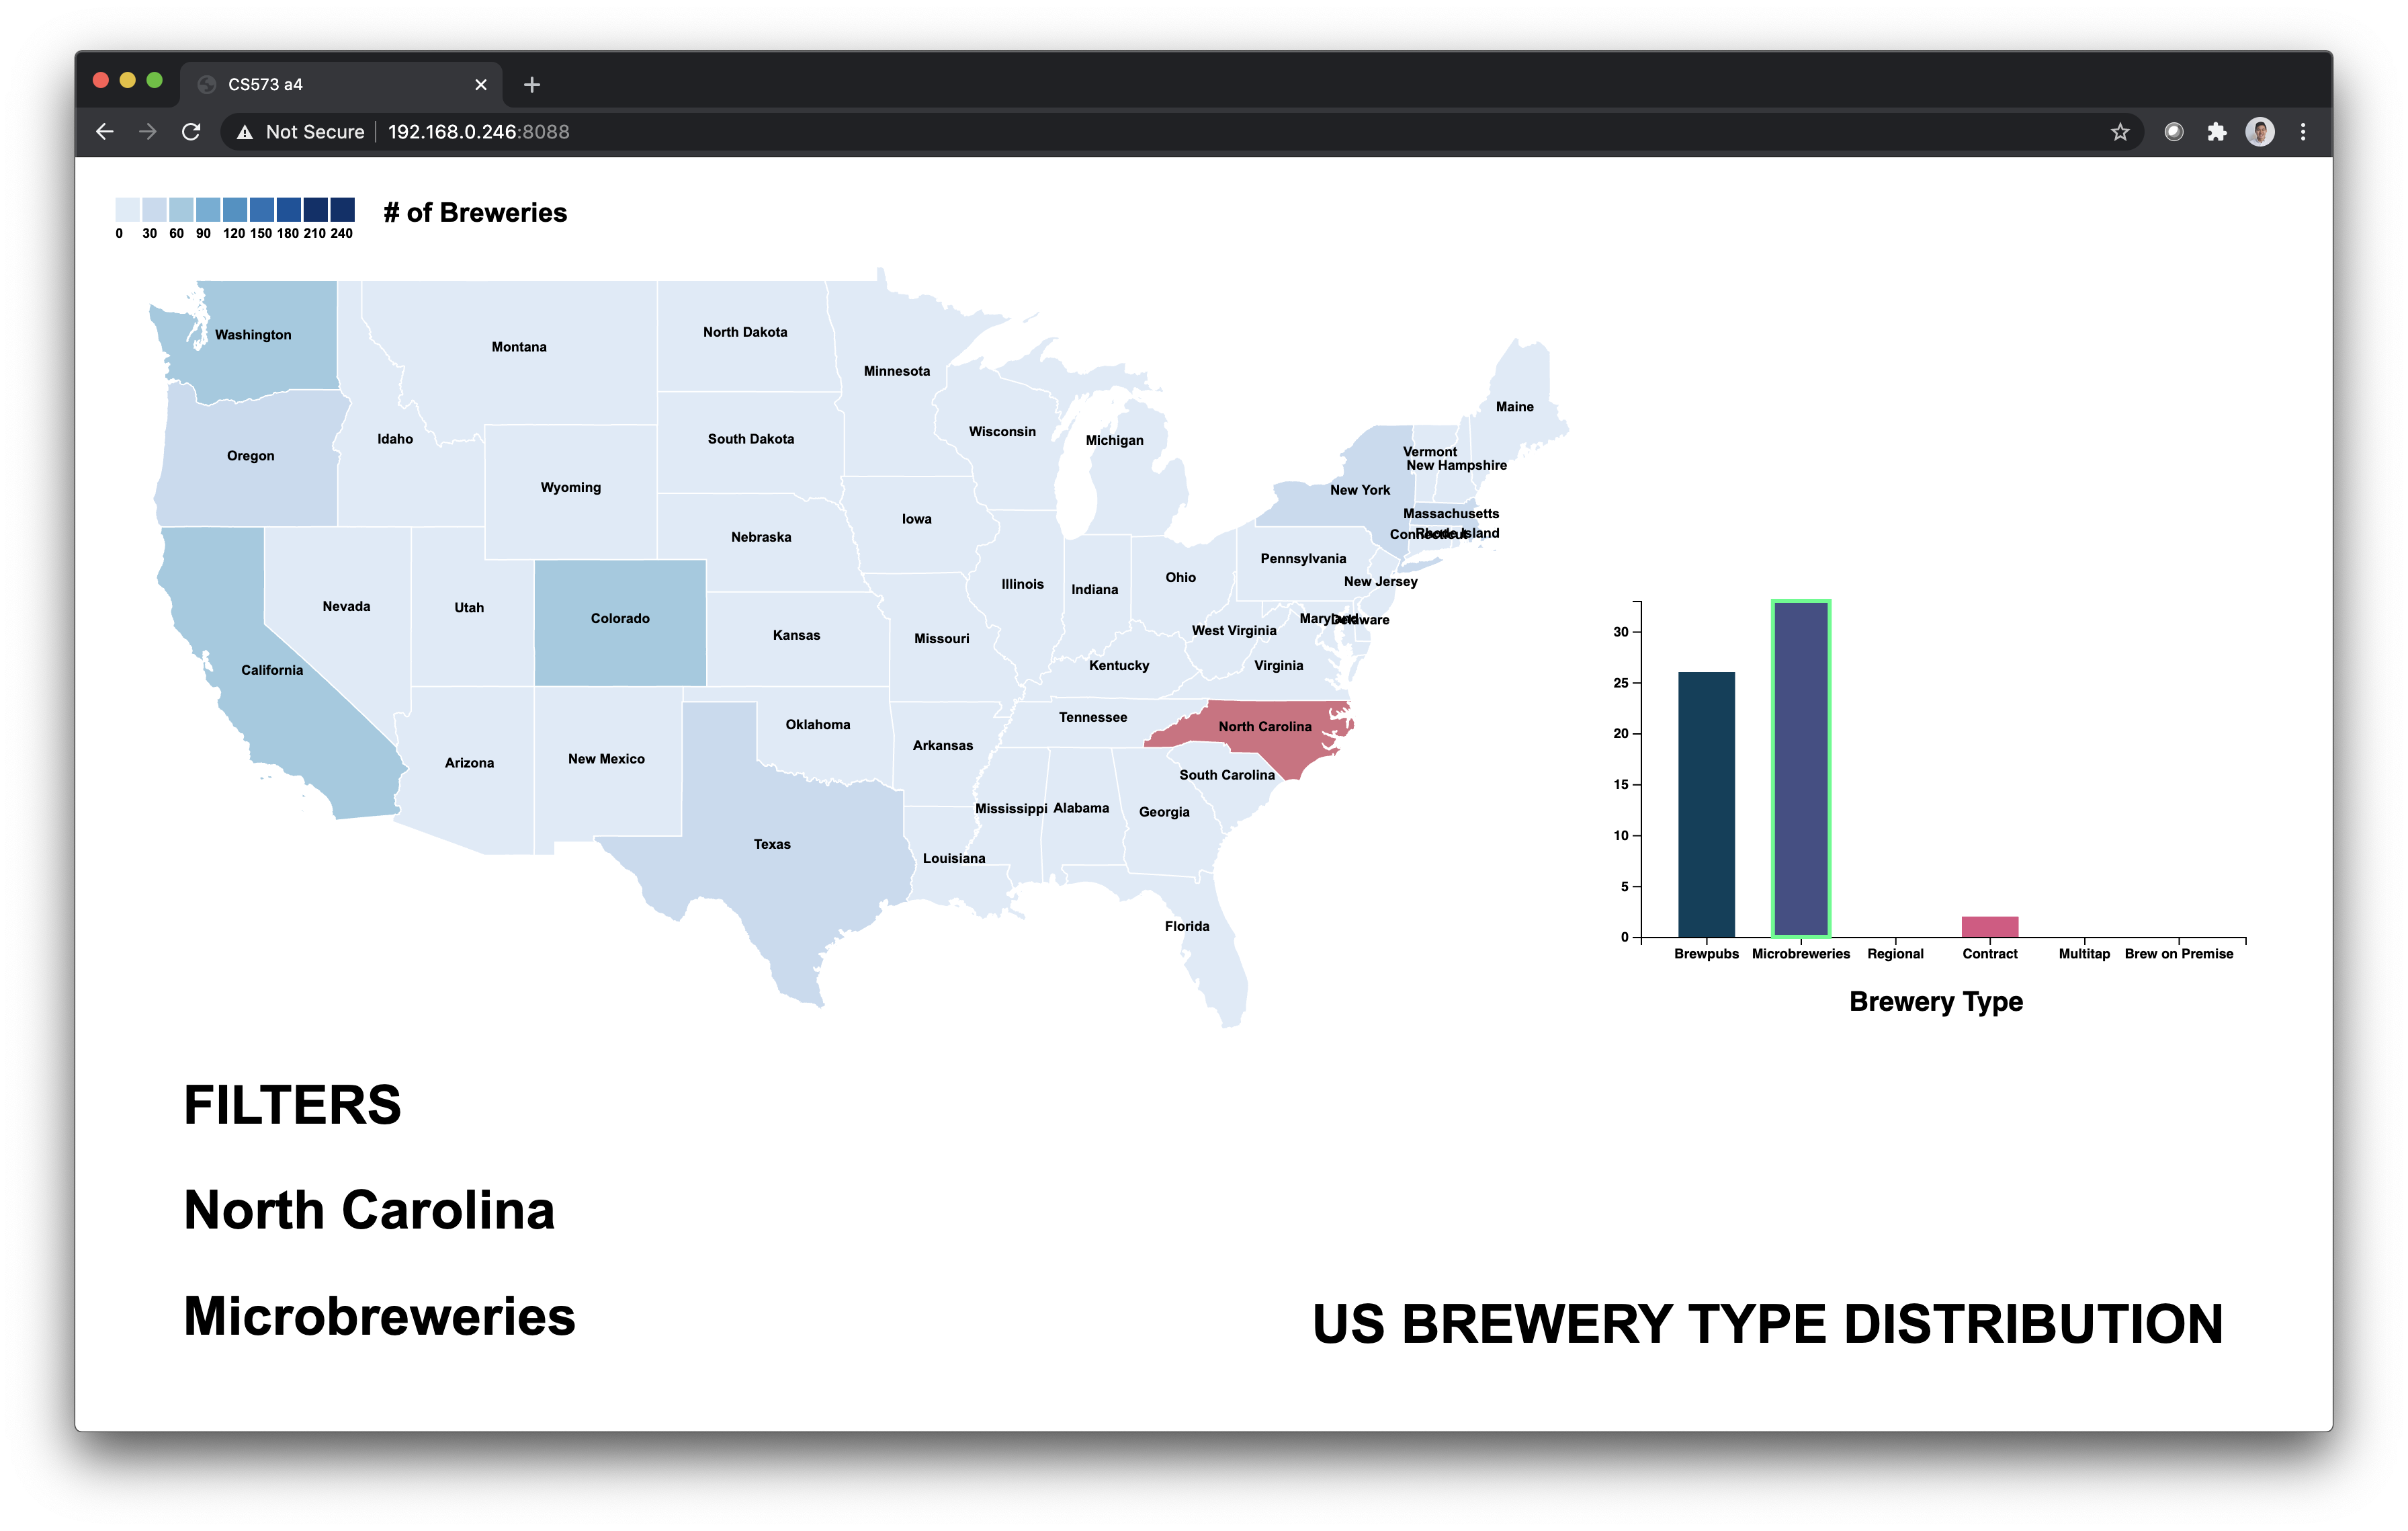 CS573 a4
Not Secure 192.168.0.246:8088
# of Breweries
0 30 60 90 120 150 180 210 240
Washington
Montana
North Dakota
Minnesota
Maine
Oregon
Idaho
South Dakota
Wisconsin
Michigan
Vermont
New Hampshire
Wyoming
New York
Massachusetts
Iowa
Nebraska
Connecticut
Rhode Island
Pennsylvania
Illinois
Indiana
Ohio
New Jersey
Nevada
Utah
Colorado
Kansas
Missouri
West Virginia
Maryland
Delaware
California
Kentucky
Virginia
Tennessee
North Carolina
Oklahoma
Arkansas
Arizona
New Mexico
South Carolina
Mississippi
Alabama
Georgia
Texas
Louisiana
Florida
30
25
20
15
10
5
0
Brewpubs Microbreweries Regional Contract Multitap Brew on Premise
Brewery Type
FILTERS
North Carolina
Microbreweries
US BREWERY TYPE DISTRIBUTION